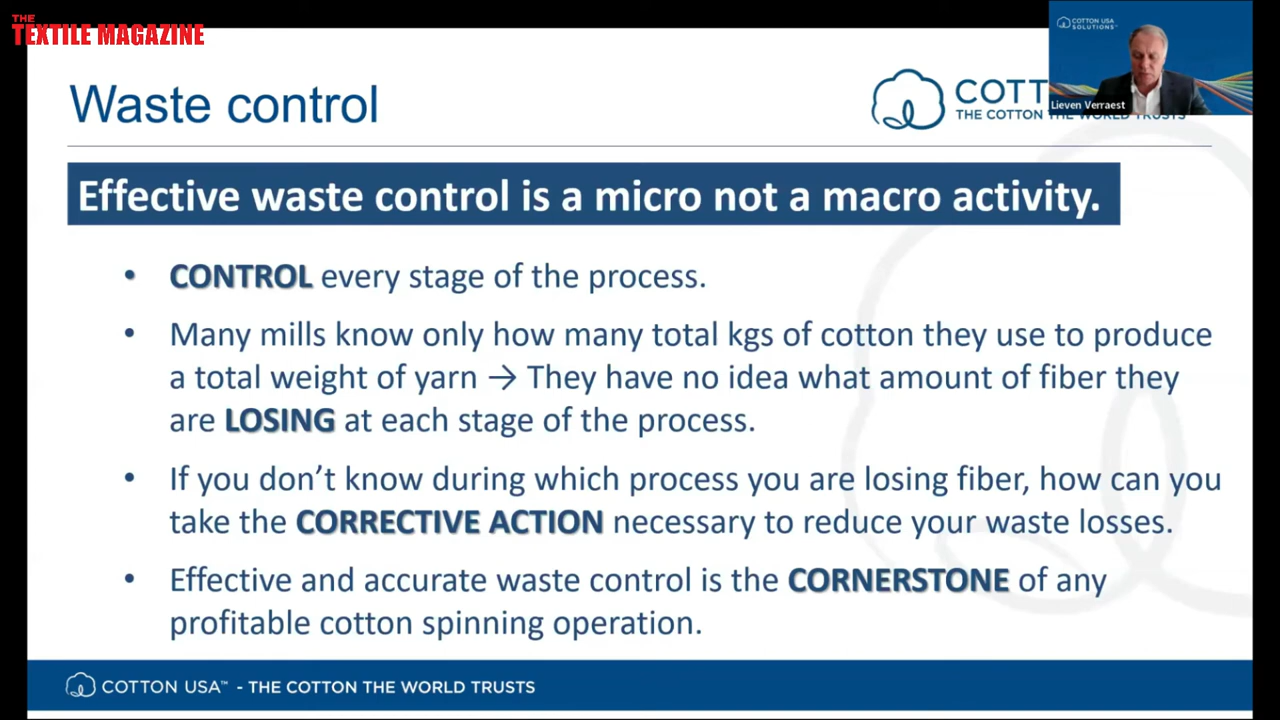 THE
TEXTILE MAGAZINE
COTTON USA
SOLUTIONS™
Lieven Verraest
Waste control
COTT
THE COTTON THE WORLD TRUSTS
Effective waste control is a micro not a macro activity.
• CONTROL every stage of the process.
• Many mills know only how many total kgs of cotton they use to produce
a total weight of yarn → They have no idea what amount of fiber they
are LOSING at each stage of the process.
• If you don’t know during which process you are losing fiber, how can you
take the CORRECTIVE ACTION necessary to reduce your waste losses.
• Effective and accurate waste control is the CORNERSTONE of any
profitable cotton spinning operation.
COTTON USA™ - THE COTTON THE WORLD TRUSTS